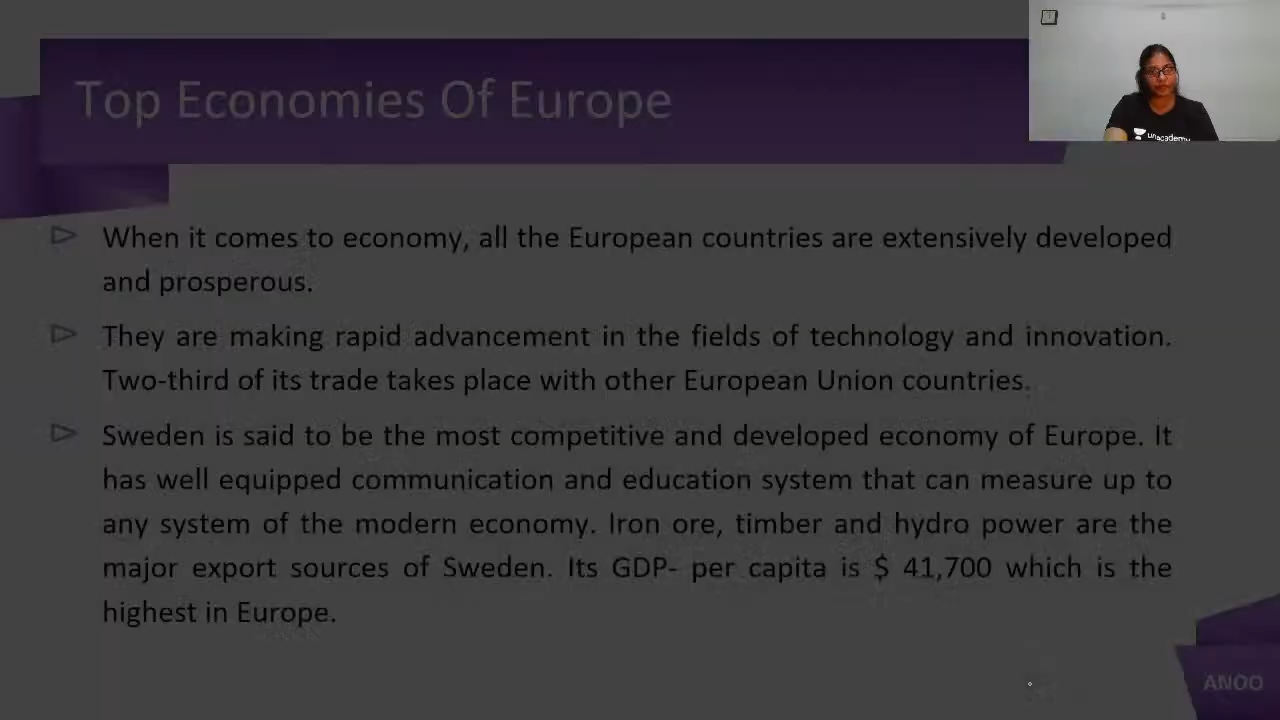 Top Economies Of Europe
unacademy
When it comes to economy, all the European countries are extensively developed
and prosperous.
They are making rapid advancement in the fields of technology and innovation.
Two-third of its trade takes place with other European Union countries.
Sweden is said to be the most competitive and developed economy of Europe. It
has well equipped communication and education system that can measure up to
any system of the modern economy. Iron ore, timber and hydro power are the
major export sources of Sweden. Its GDP- per capita is $ 41,700 which is the
highest in Europe.
ANOO